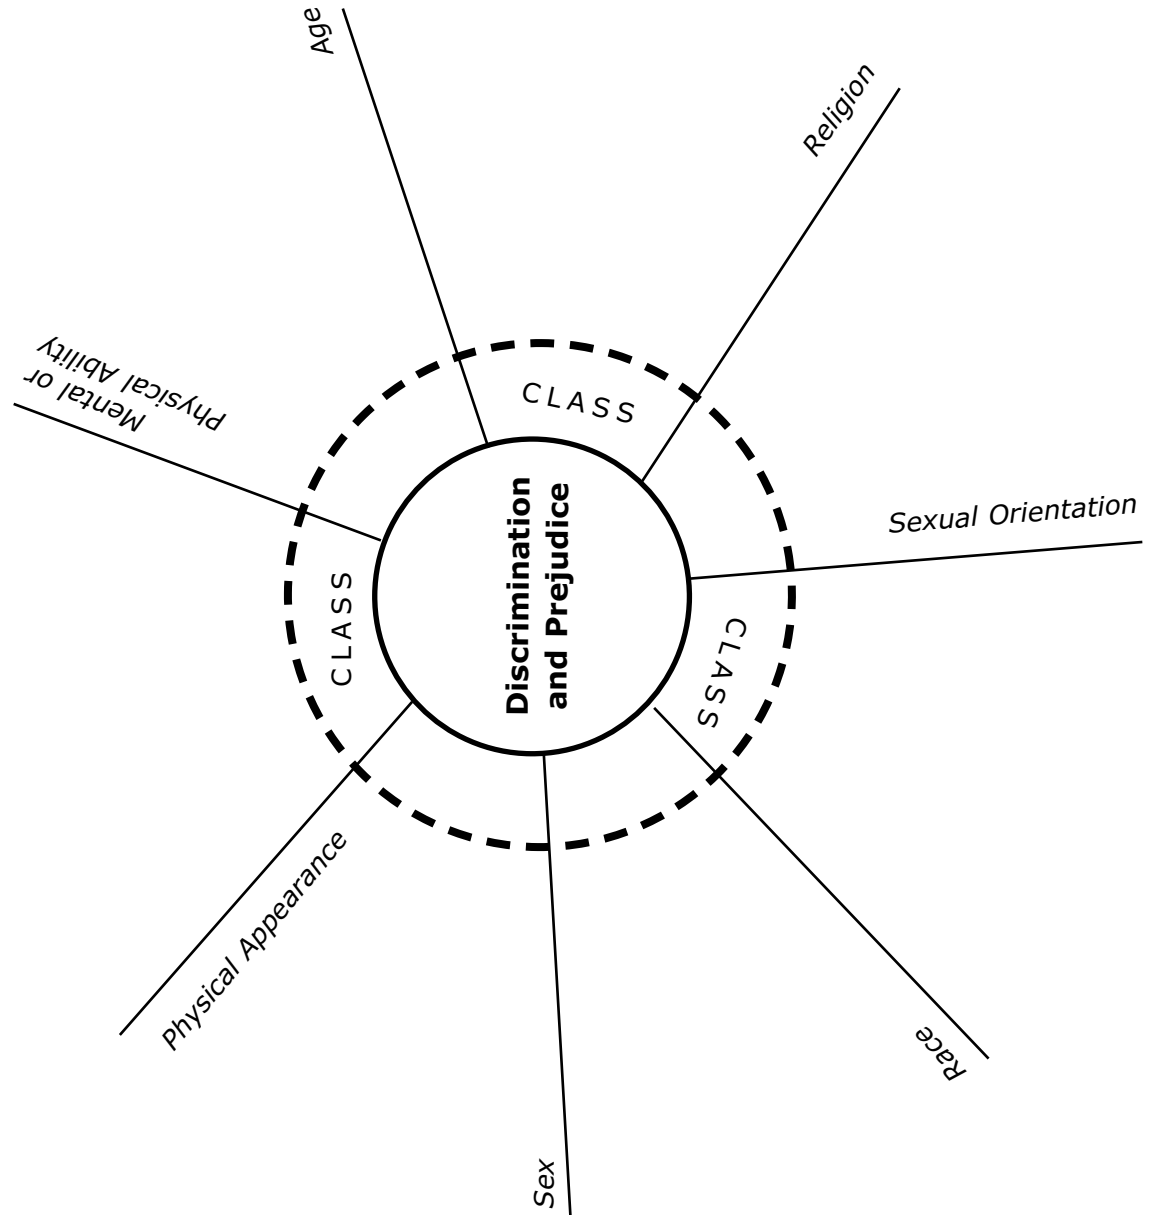 Age
Religion
Mental or
Physical Ability
CLASS
Sexual Orientation
Discrimination
and Prejudice
CLASS
CLASS
Physical Appearance
Race
Sex